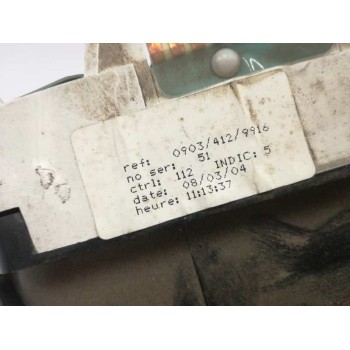 ref: 0903/412/9916
no ser: 51
ctrl: 112 INDIC: 5
date: 08/03/04
heure: 11:13:37